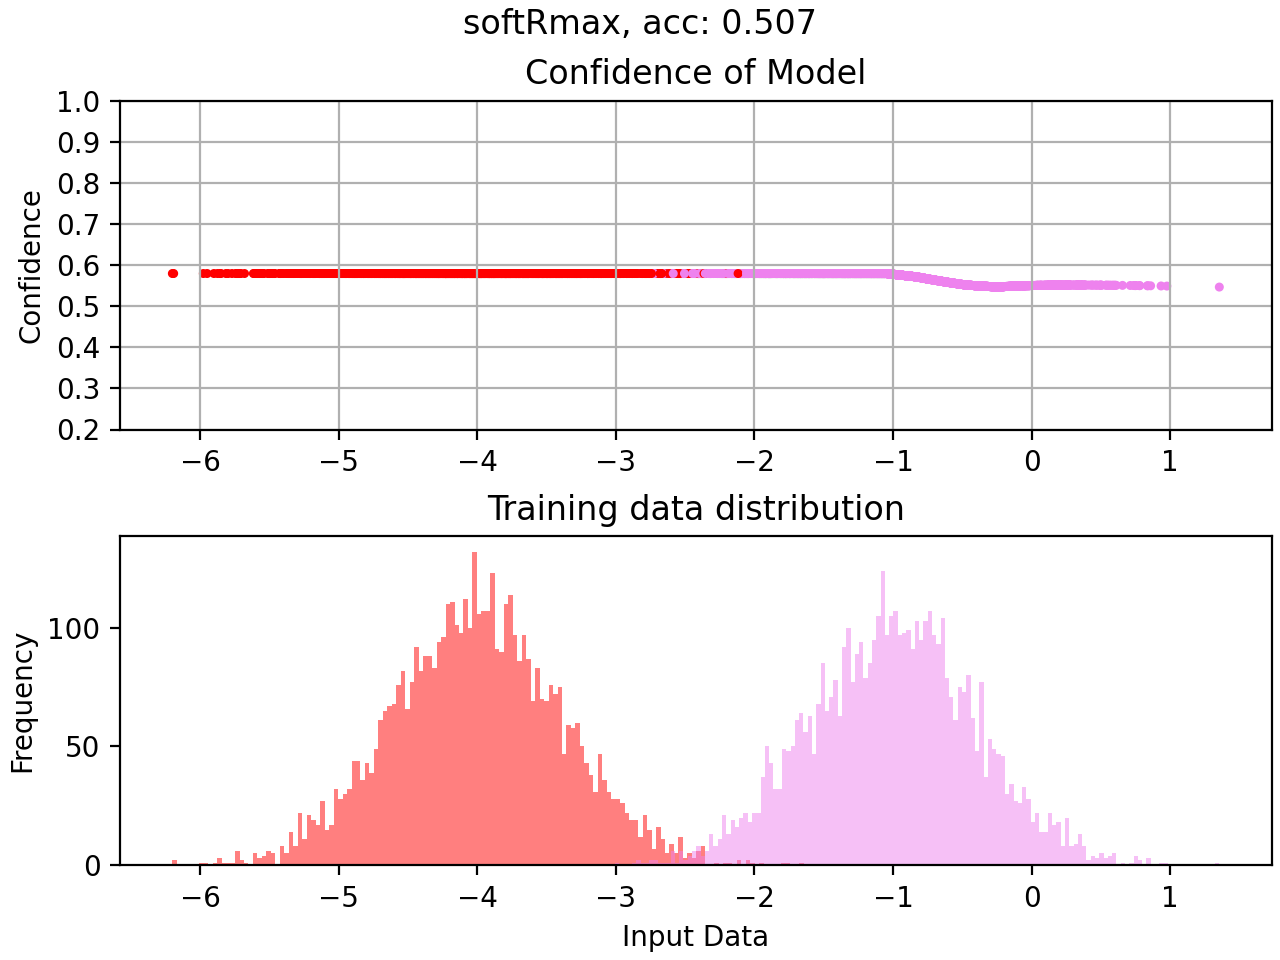 softRmax, acc: 0.507
Confidence of Model
Confidence
1.0
0.9
0.8
0.7
0.6
0.5
0.4
0.3
0.2
−6 −5 −4 −3 −2 −1 0 1
Training data distribution
Frequency
100
50
0
−6 −5 −4 −3 −2 −1 0 1
Input Data